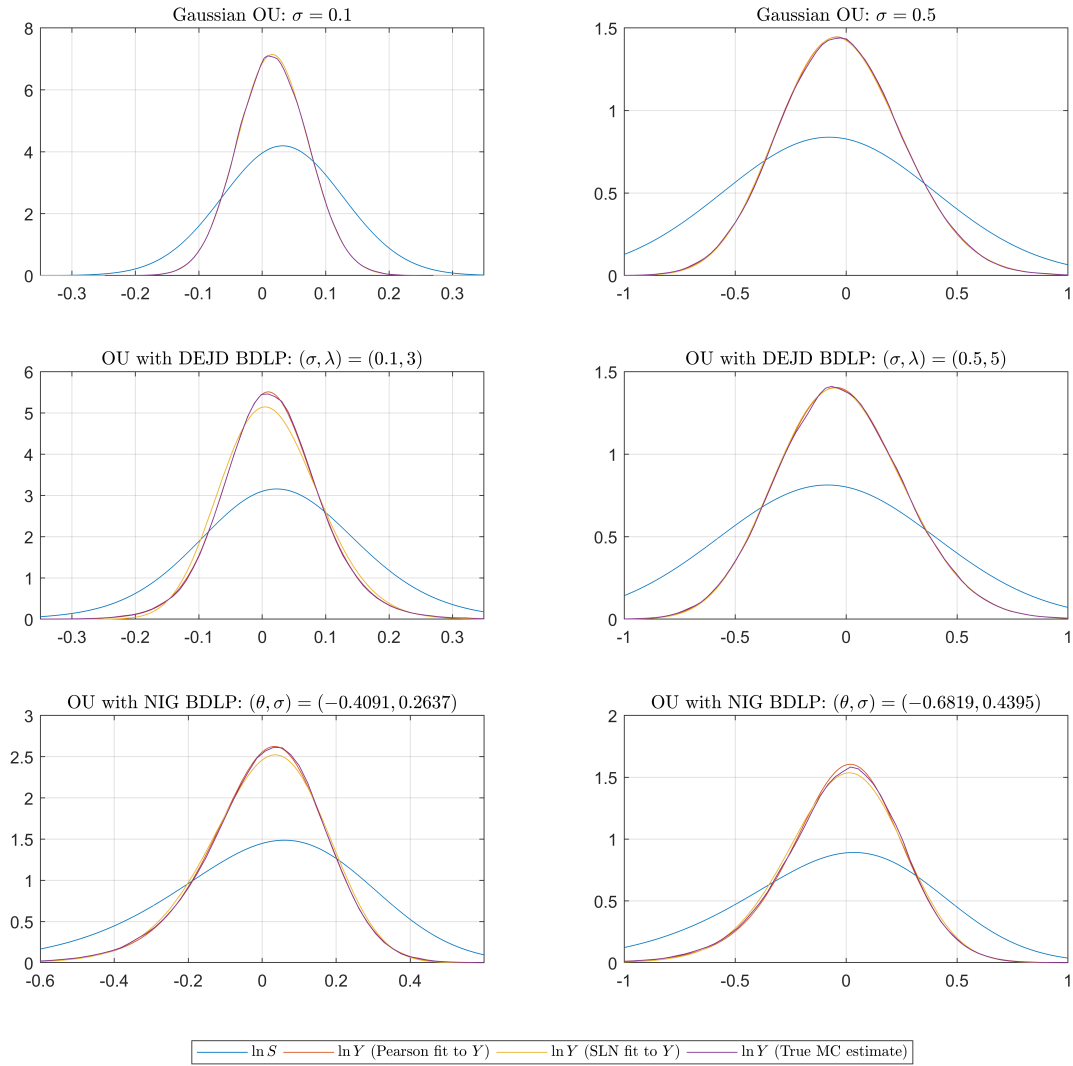 Gaussian OU: σ = 0.1
8
6
4
2
0
-0.3 -0.2 -0.1 0 0.1 0.2 0.3
Gaussian OU: σ = 0.5
1.5
1
0.5
0
-1 -0.5 0 0.5 1
OU with DEJD BDLP: (σ, λ) = (0.1, 3)
6
5
4
3
2
1
0
-0.3 -0.2 -0.1 0 0.1 0.2 0.3
OU with DEJD BDLP: (σ, λ) = (0.5, 5)
1.5
1
0.5
0
-1 -0.5 0 0.5 1
OU with NIG BDLP: (θ, σ) = (−0.4091, 0.2637)
3
2.5
2
1.5
1
0.5
0
-0.6 -0.4 -0.2 0 0.2 0.4
OU with NIG BDLP: (θ, σ) = (−0.6819, 0.4395)
2
1.5
1
0.5
0
-1 -0.5 0 0.5 1
ln S ln Y (Pearson fit to Y) ln Y (SLN fit to Y) ln Y (True MC estimate)